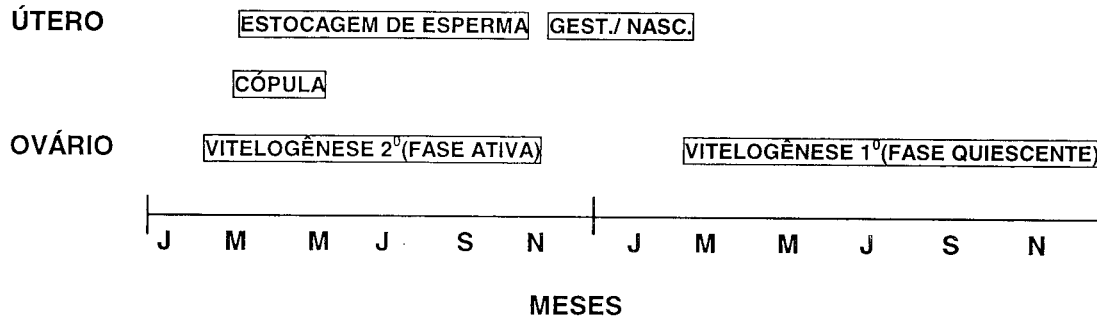 ÚTERO ESTOCAGEM DE ESPERMA GEST./ NASC.
CÓPULA
OVÁRIO VITELOGÊNESE 2⁰(FASE ATIVA) VITELOGÊNESE 1⁰(FASE QUIESCENTE)
J M M J S N J M M J S N
MESES